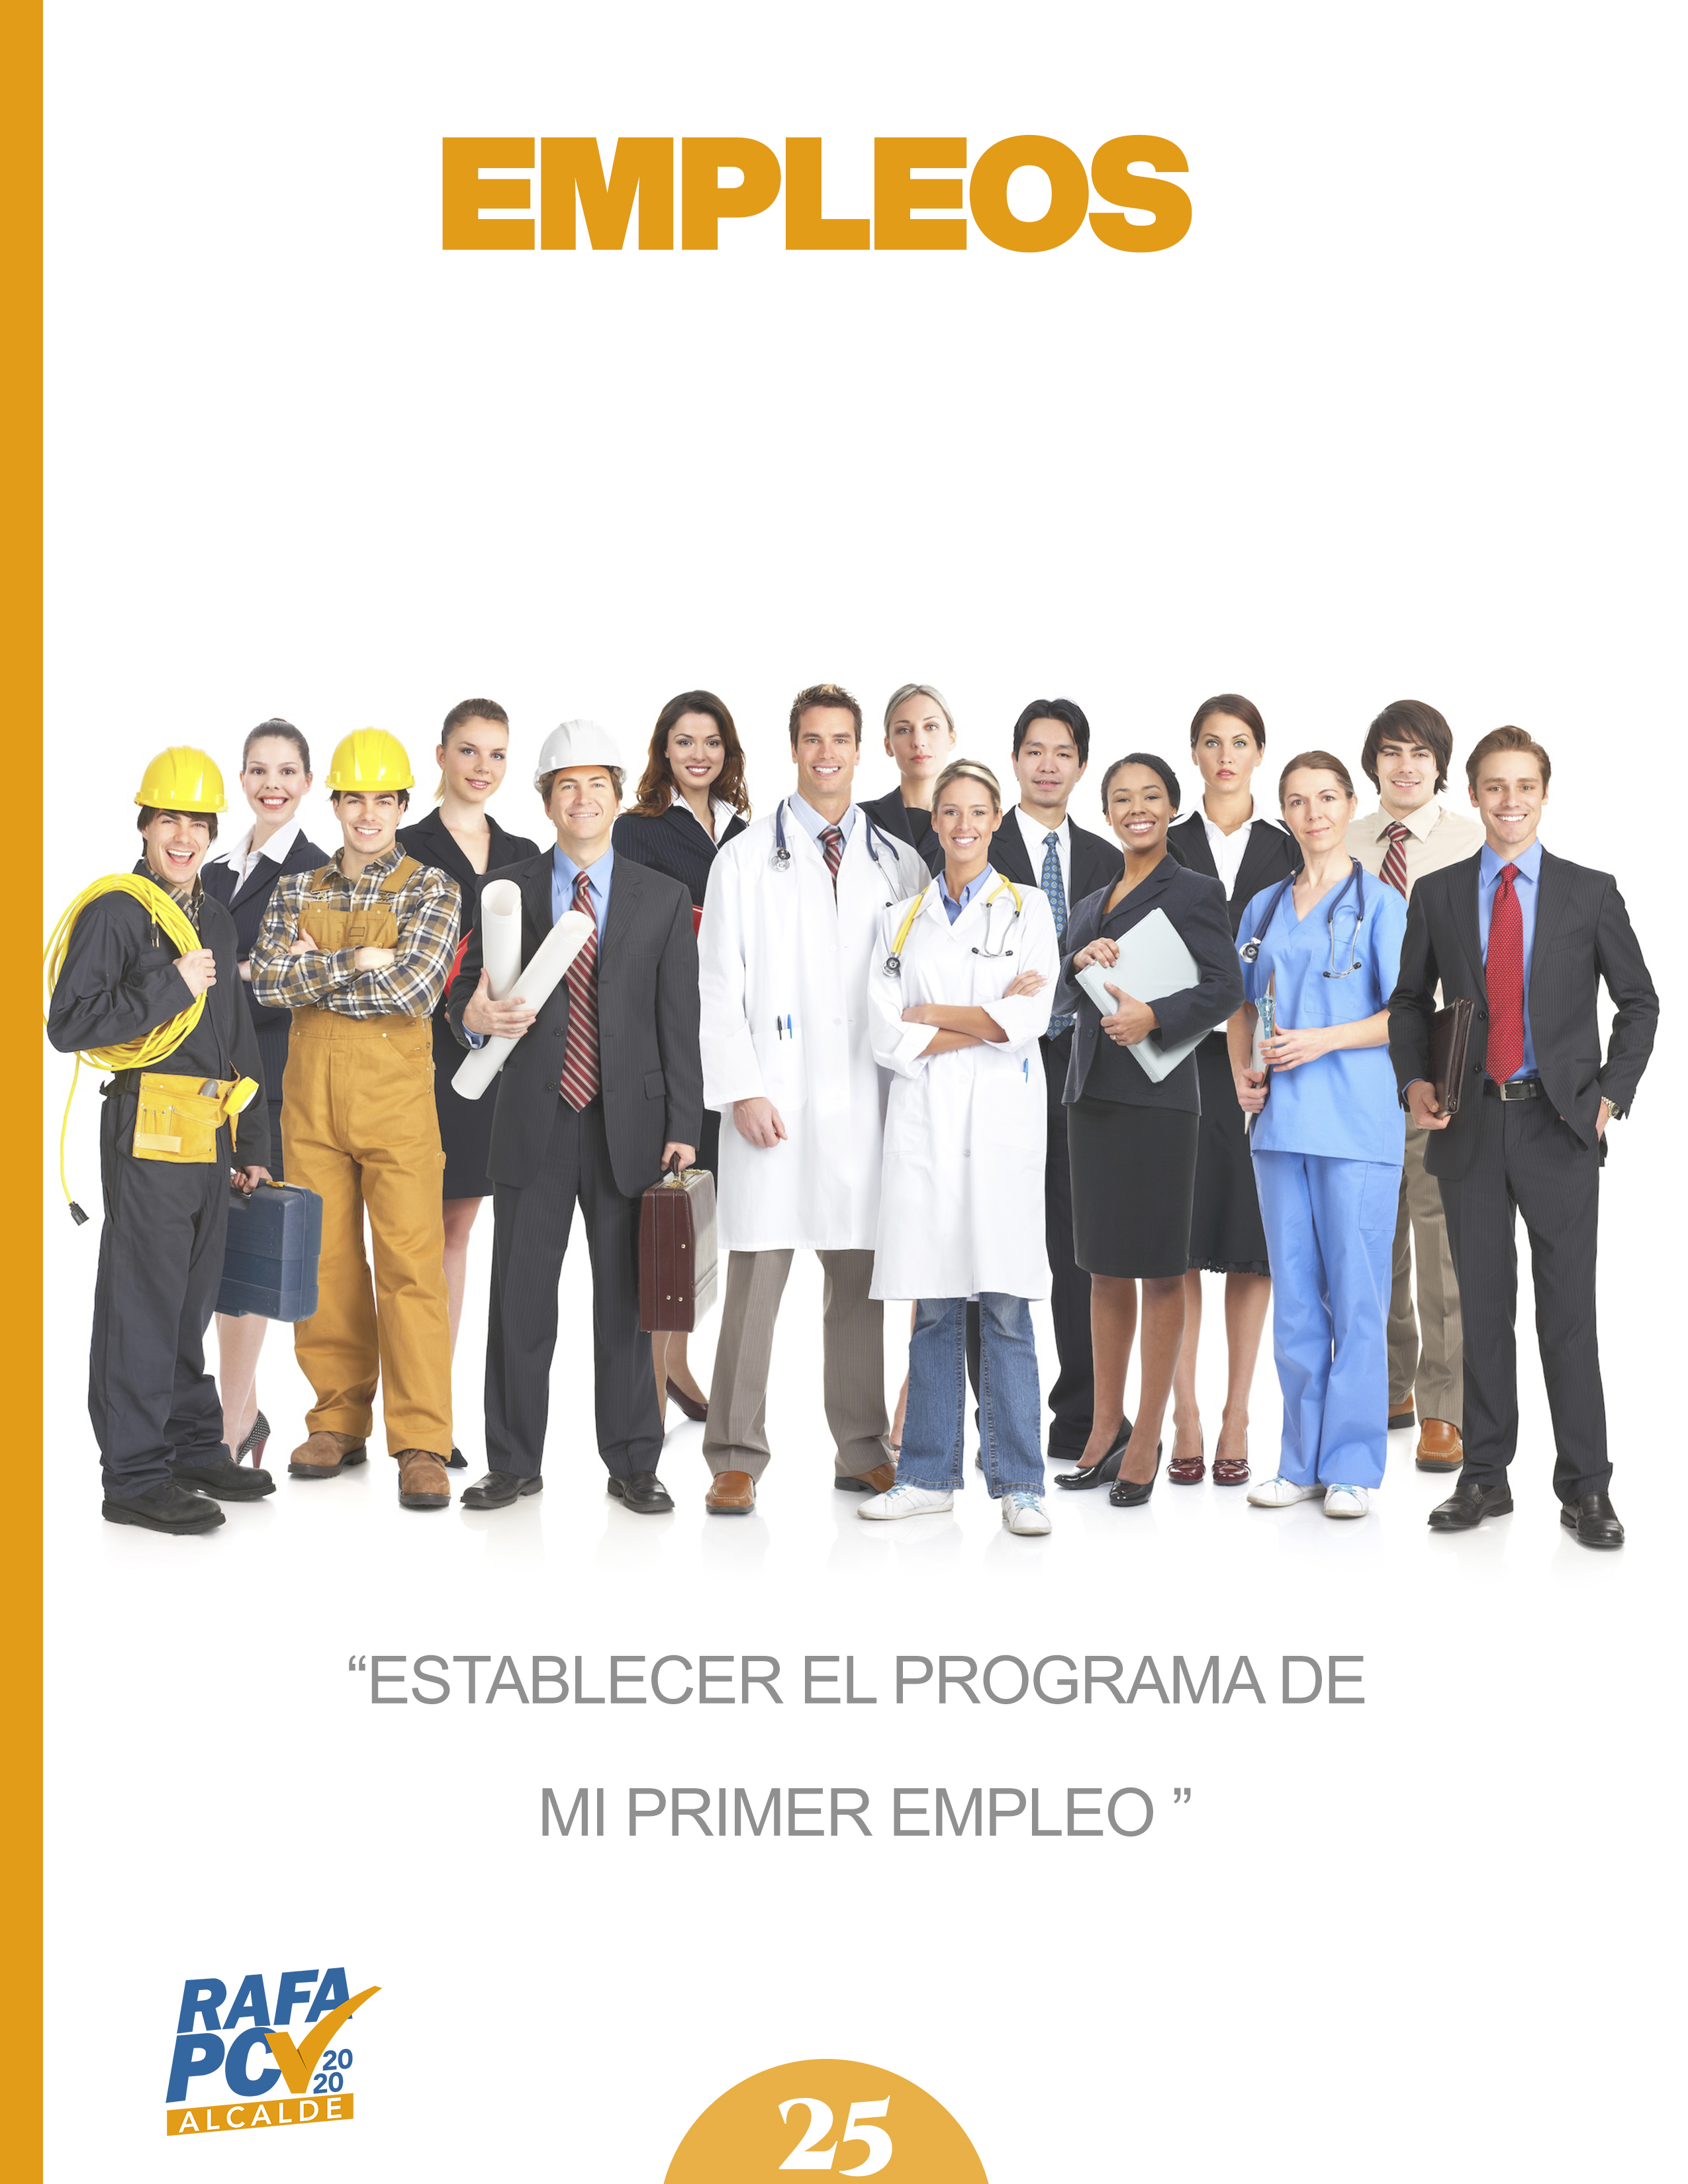 EMPLEOS
“ESTABLECER EL PROGRAMA DE
MI PRIMER EMPLEO ”
RAFA
PC
20
20
ALCALDE
25